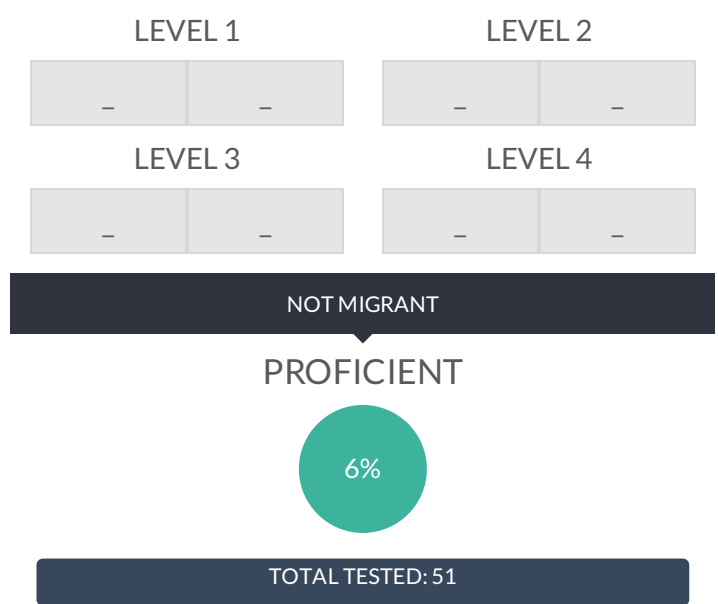 LEVEL 1 LEVEL 2
– – – –
LEVEL 3 LEVEL 4
– – – –
NOT MIGRANT
PROFICIENT
6%
TOTAL TESTED: 51